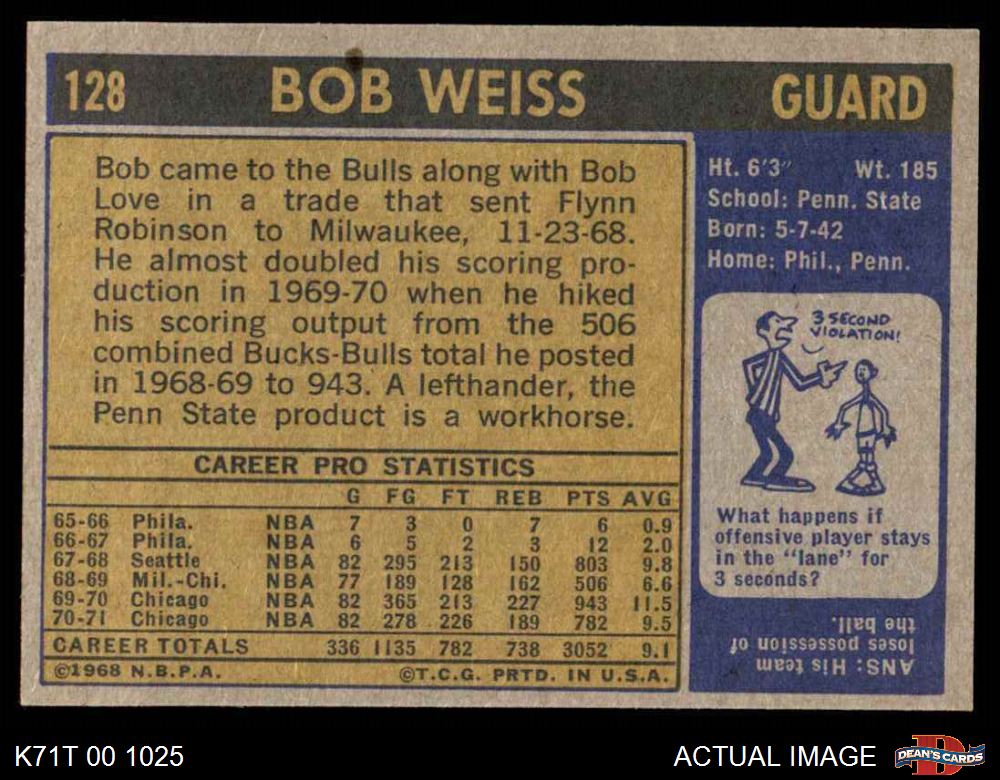 128 BOB WEISS GUARD
Bob came to the Bulls along with Bob
Love in a trade that sent Flynn
Robinson to Milwaukee, 11-23-68.
He almost doubled his scoring pro-
duction in 1969-70 when he hiked
his scoring output from the 506
combined Bucks-Bulls total he posted
in 1968-69 to 943. A lefthander, the
Penn State product is a workhorse.
Ht. 6'3" Wt. 185
School: Penn. State
Born: 5-7-42
Home: Phil., Penn.
3 SECOND
VIOLATION!
What happens if
offensive player stays
in the "lane" for
3 seconds?
ANS: His team
loses possession of
the ball.
CAREER PRO STATISTICS
G FG FT REB PTS AVG
65-66 Phila. NBA 7 3 0 7 6 0.9
66-67 Phila. NBA 6 5 2 3 12 2.0
67-68 Seattle NBA 82 295 213 150 803 9.8
68-69 Mil.-Chi. NBA 77 189 128 162 506 6.6
69-70 Chicago NBA 82 365 213 227 943 11.5
70-71 Chicago NBA 82 278 226 189 782 9.5
CAREER TOTALS 336 1135 782 738 3052 9.1
©1968 N.B.P.A. ©T.C.G. PRTD. IN U.S.A.
K71T 00 1025 ACTUAL IMAGE DEAN'S CARDS